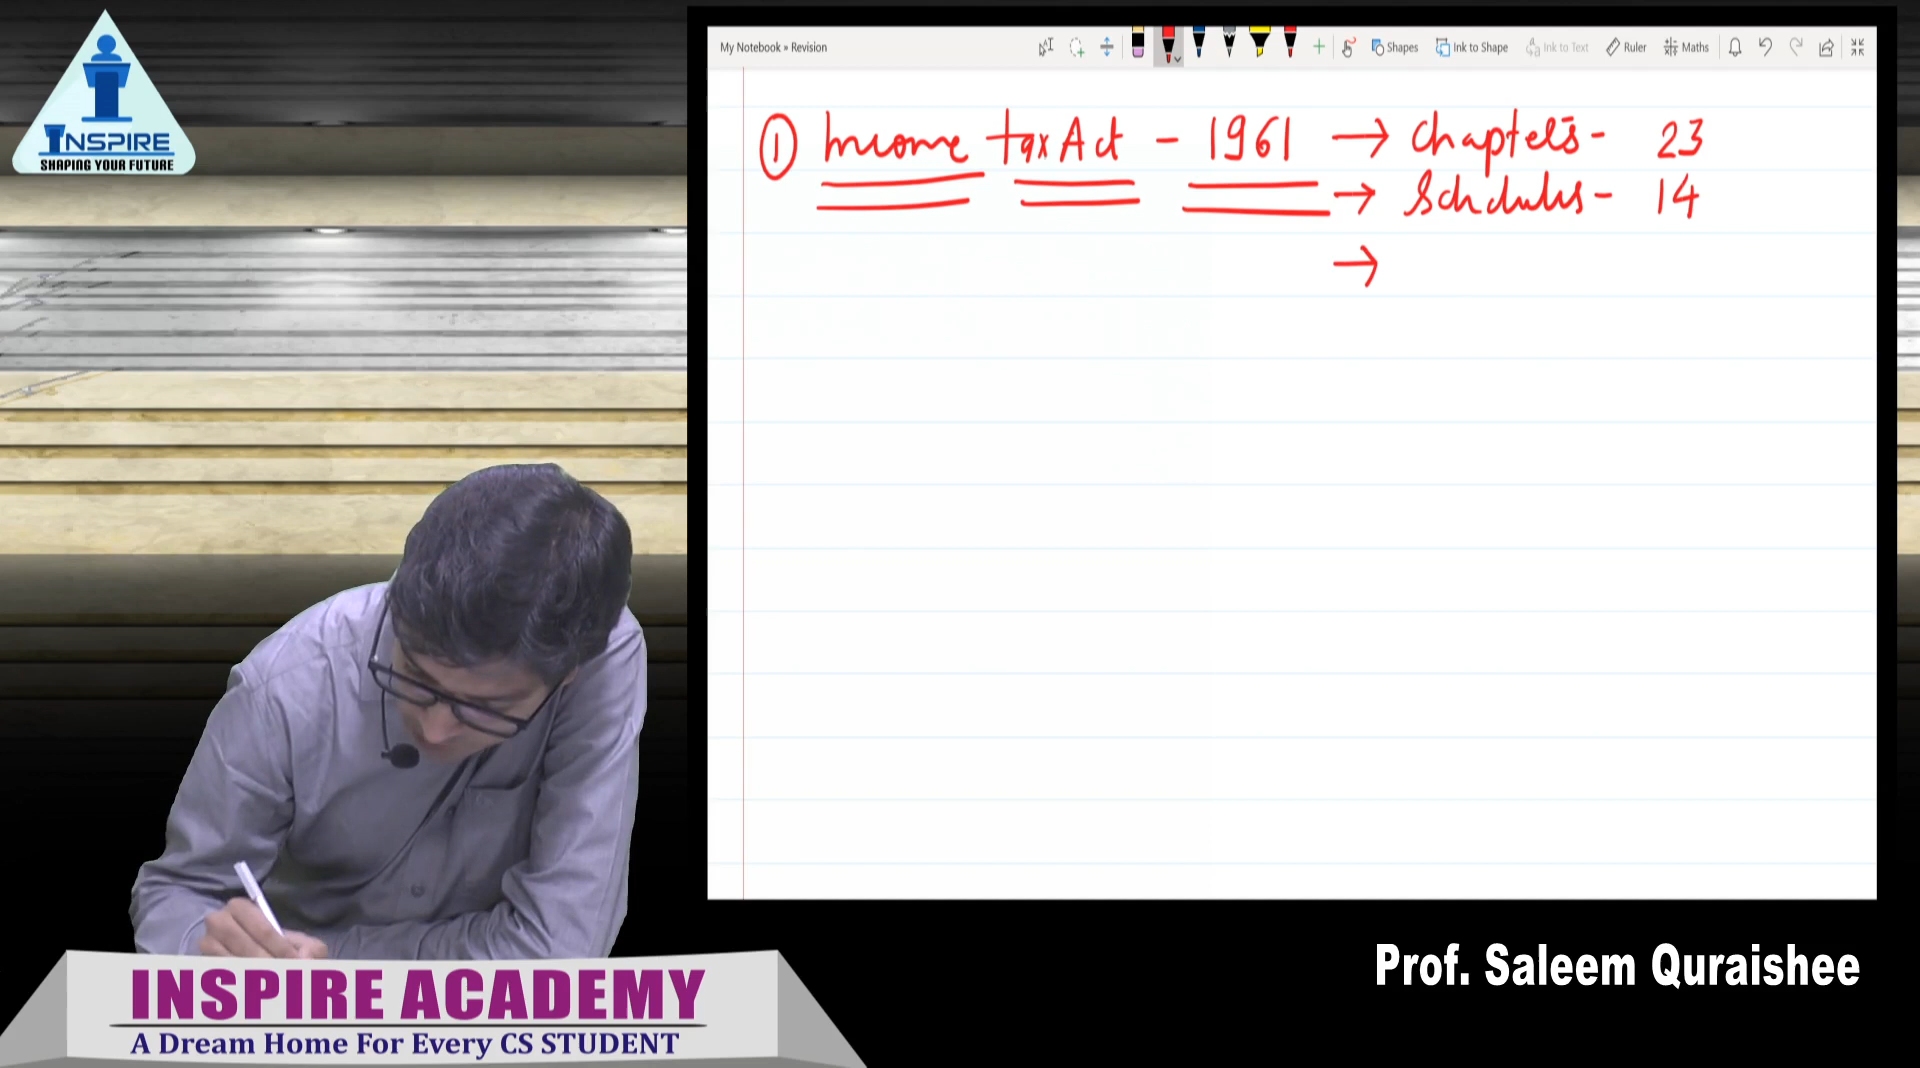 INSPIRE
SHAPING YOUR FUTURE
My Notebook » Revision
Shapes
Ink to Shape
Ink to Text
Ruler
Maths
① Income tax Act - 1961 → Chapters - 23
→ Schdules - 14
→
INSPIRE ACADEMY
A Dream Home For Every CS STUDENT
Prof. Saleem Quraishee